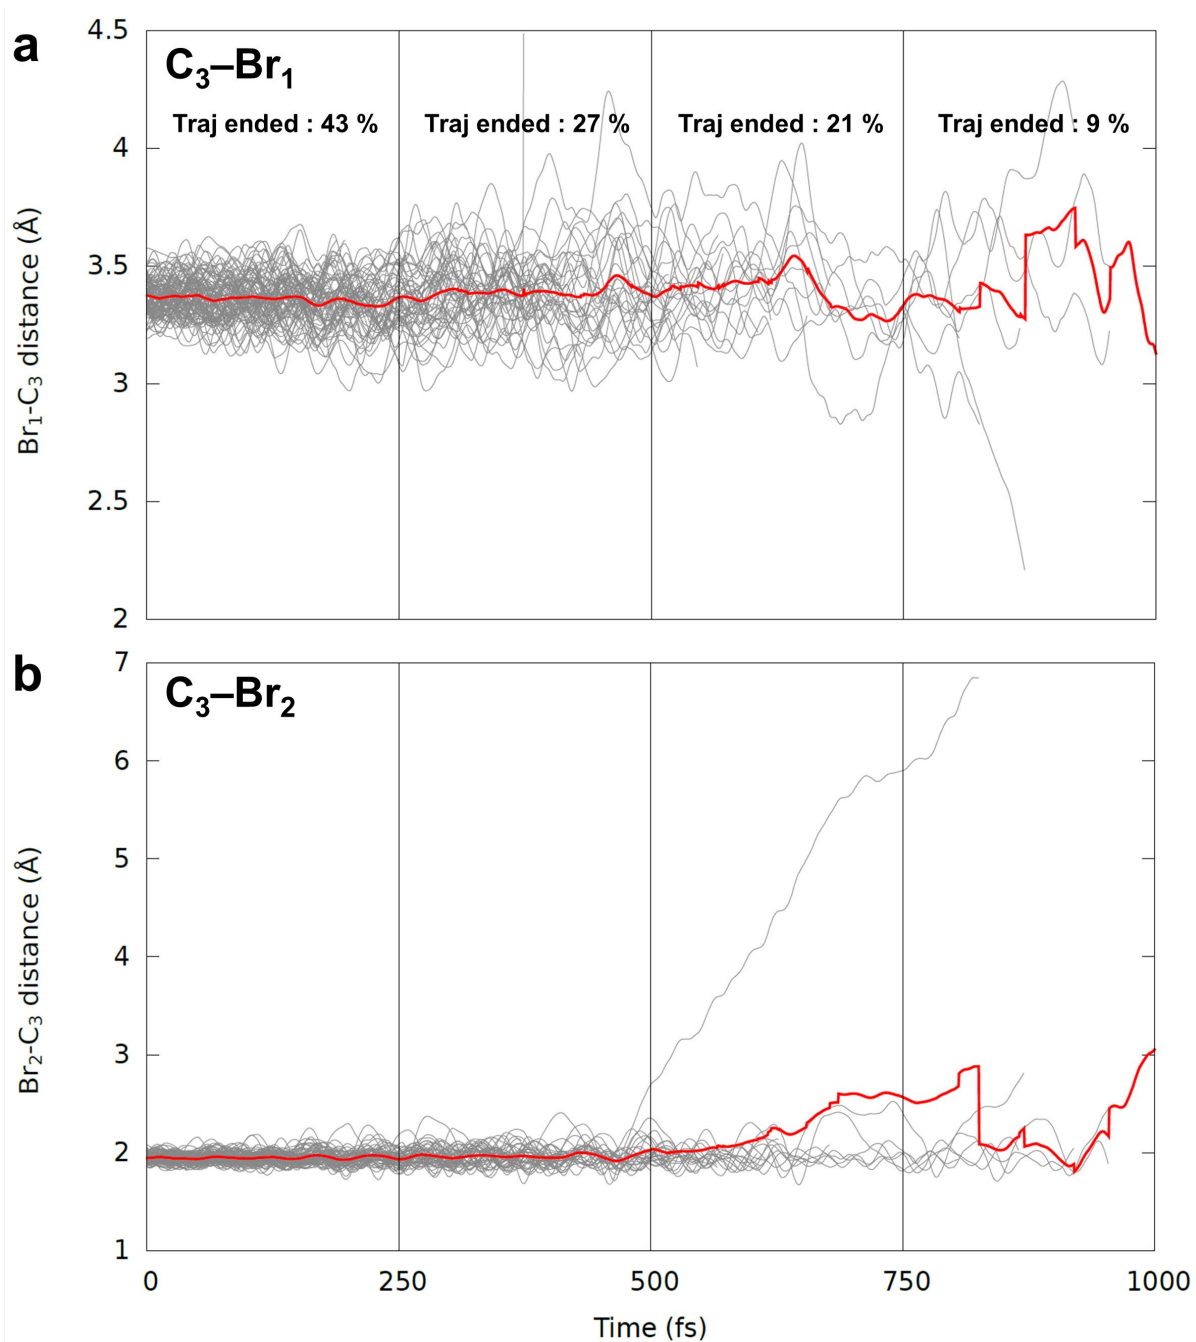 a
C₃–Br₁
Traj ended : 43 % Traj ended : 27 % Traj ended : 21 % Traj ended : 9 %
4.5
4
3.5
3
2.5
2
Br₁-C₃ distance (Å)
b
C₃–Br₂
7
6
5
4
3
2
1
Br₂-C₃ distance (Å)
0 250 500 750 1000
Time (fs)